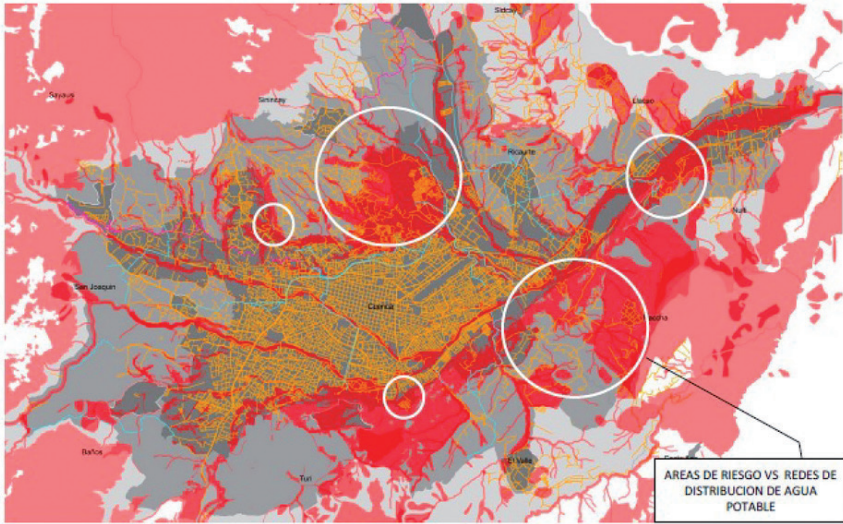 Sidcay
Sayausi
Sinincay
Llacao
Ricaurte
Nulti
San Joaquin
Cuenca
Paccha
Baños
El Valle
Turi
AREAS DE RIESGO VS REDES DE
DISTRIBUCION DE AGUA
POTABLE